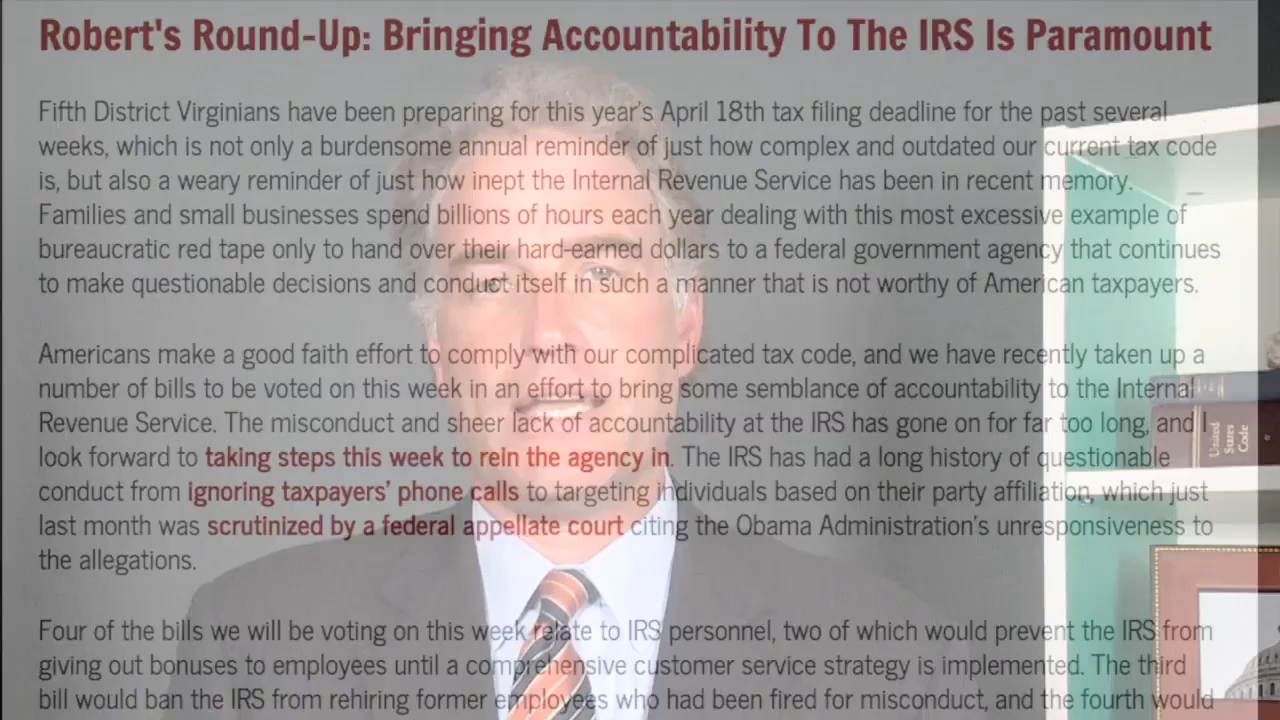 Robert's Round-Up: Bringing Accountability To The IRS Is Paramount
Fifth District Virginians have been preparing for this year's April 18th tax filing deadline for the past several
weeks, which is not only a burdensome annual reminder of just how complex and outdated our current tax code
is, but also a weary reminder of just how inept the Internal Revenue Service has been in recent memory.
Families and small businesses spend billions of hours each year dealing with this most excessive example of
bureaucratic red tape only to hand over their hard-earned dollars to a federal government agency that continues
to make questionable decisions and conduct itself in such a manner that is not worthy of American taxpayers.
Americans make a good faith effort to comply with our complicated tax code, and we have recently taken up a
number of bills to be voted on this week in an effort to bring some semblance of accountability to the Internal
Revenue Service. The misconduct and sheer lack of accountability at the IRS has gone on for far too long, and I
look forward to taking steps this week to rein the agency in. The IRS has had a long history of questionable
conduct from ignoring taxpayers' phone calls to targeting individuals based on their party affiliation, which just
last month was scrutinized by a federal appellate court citing the Obama Administration's unresponsiveness to
the allegations.
Four of the bills we will be voting on this week relate to IRS personnel, two of which would prevent the IRS from
giving out bonuses to employees until a comprehensive customer service strategy is implemented. The third
bill would ban the IRS from rehiring former employees who had been fired for misconduct, and the fourth would
United
States
Code